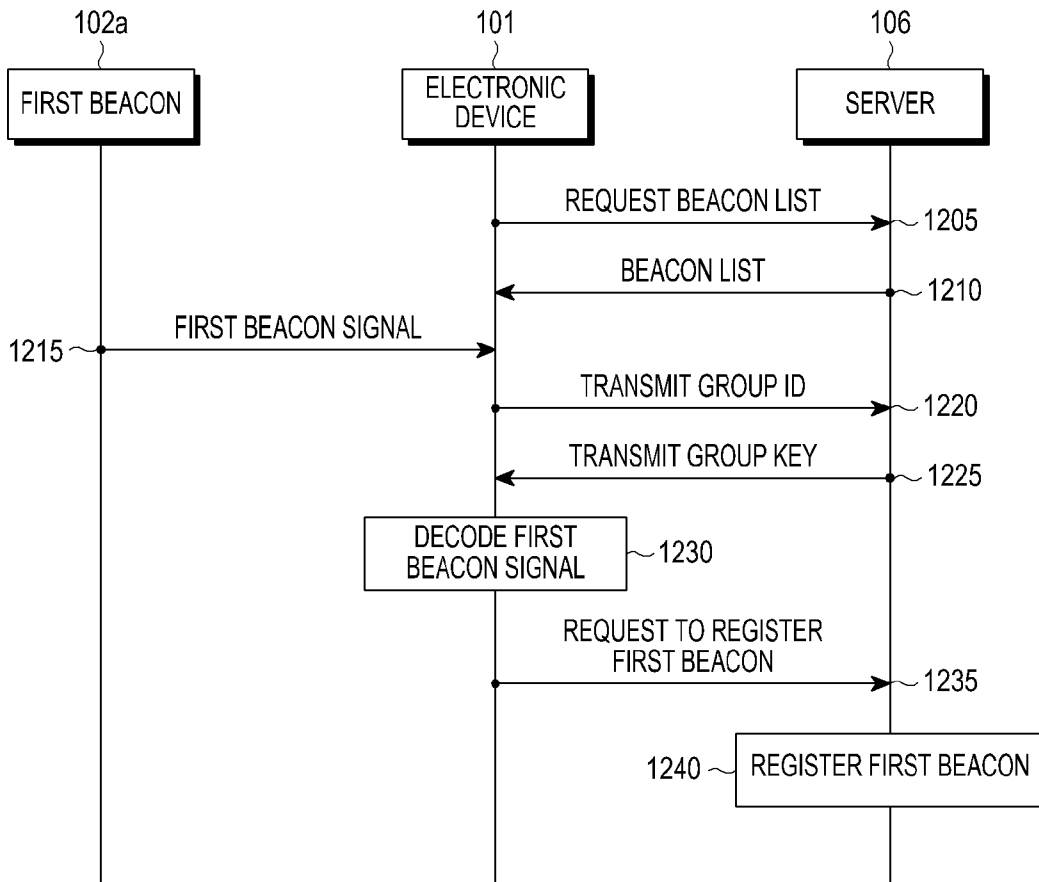 102a
101
106
FIRST BEACON
ELECTRONIC
DEVICE
SERVER
REQUEST BEACON LIST
1205
BEACON LIST
1210
FIRST BEACON SIGNAL
1215
TRANSMIT GROUP ID
1220
TRANSMIT GROUP KEY
1225
DECODE FIRST
BEACON SIGNAL
1230
REQUEST TO REGISTER
FIRST BEACON
1235
1240
REGISTER FIRST BEACON